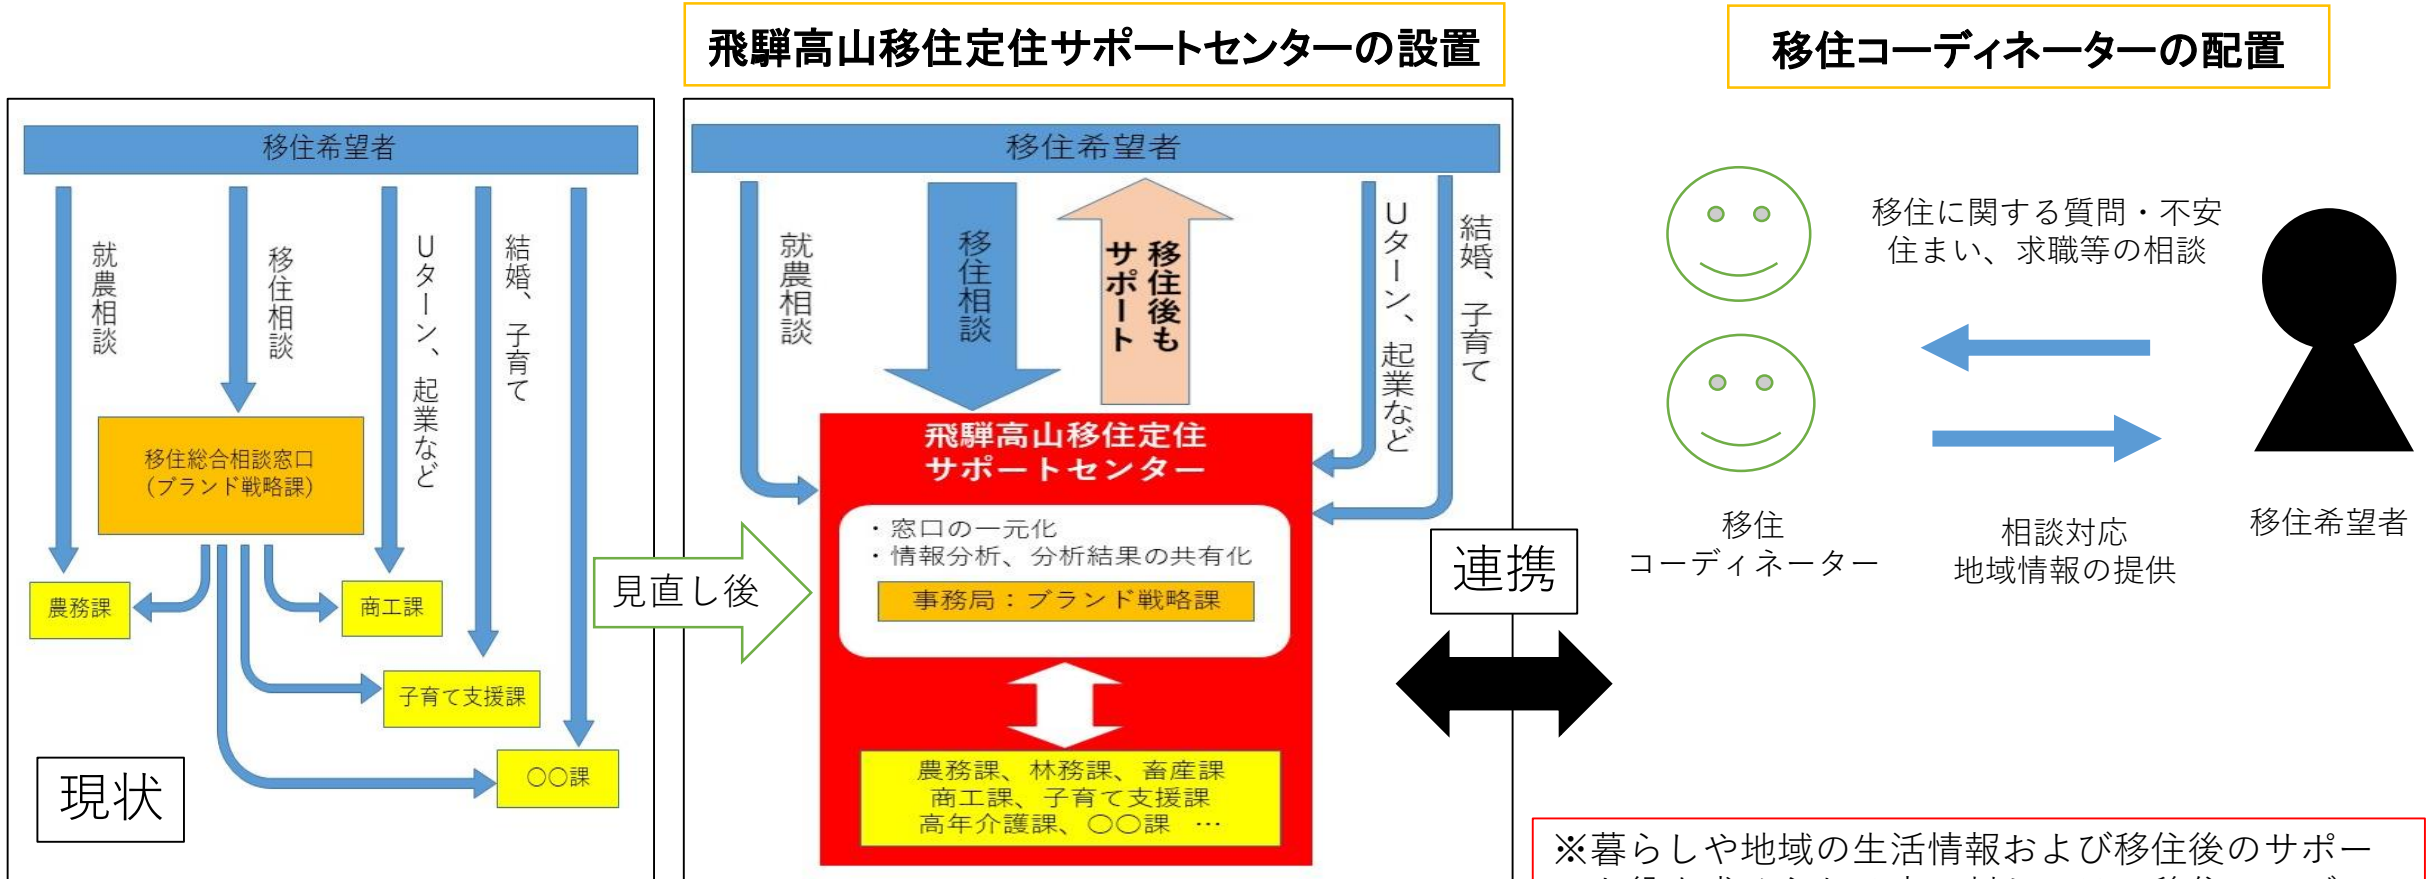 飛騨高山移住定住サポートセンターの設置
移住コーディネーターの配置
移住希望者
就農相談
移住相談
Uターン、起業など
結婚、子育て
移住総合相談窓口
(ブランド戦略課)
農務課
商工課
子育て支援課
〇〇課
現状
見直し後
移住希望者
就農相談
移住相談
移住後も
サポート
Uターン、起業など
結婚、子育て
飛騨高山移住定住
サポートセンター
・窓口の一元化
・情報分析、分析結果の共有化
事務局：ブランド戦略課
農務課、林務課、畜産課
商工課、子育て支援課
高年介護課、〇〇課 …
連携
移住に関する質問・不安
住まい、求職等の相談
移住
コーディネーター
相談対応
地域情報の提供
移住希望者
※暮らしや地域の生活情報および移住後のサポー